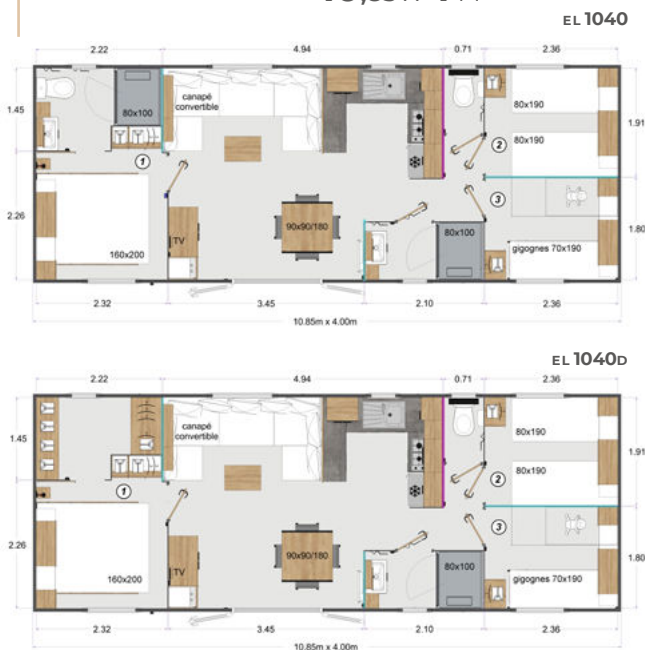 EL 1040
2.22 4.94 0.71 2.36
1.45 80x100 canapé 80x190 1.91
convertible
1 80x190 2
2.26 3
160x200 TV 90x90/180 80x100 gigognes 70x190 1.80
2.32 3.45 2.10 2.36
10.85m x 4.00m
EL 1040D
2.22 4.94 0.71 2.36
1.45 canapé 80x190 1.91
convertible
1 80x190 2
2.26 3
160x200 TV 90x90/180 80x100 gigognes 70x190 1.80
2.32 3.45 2.10 2.36
10.85m x 4.00m